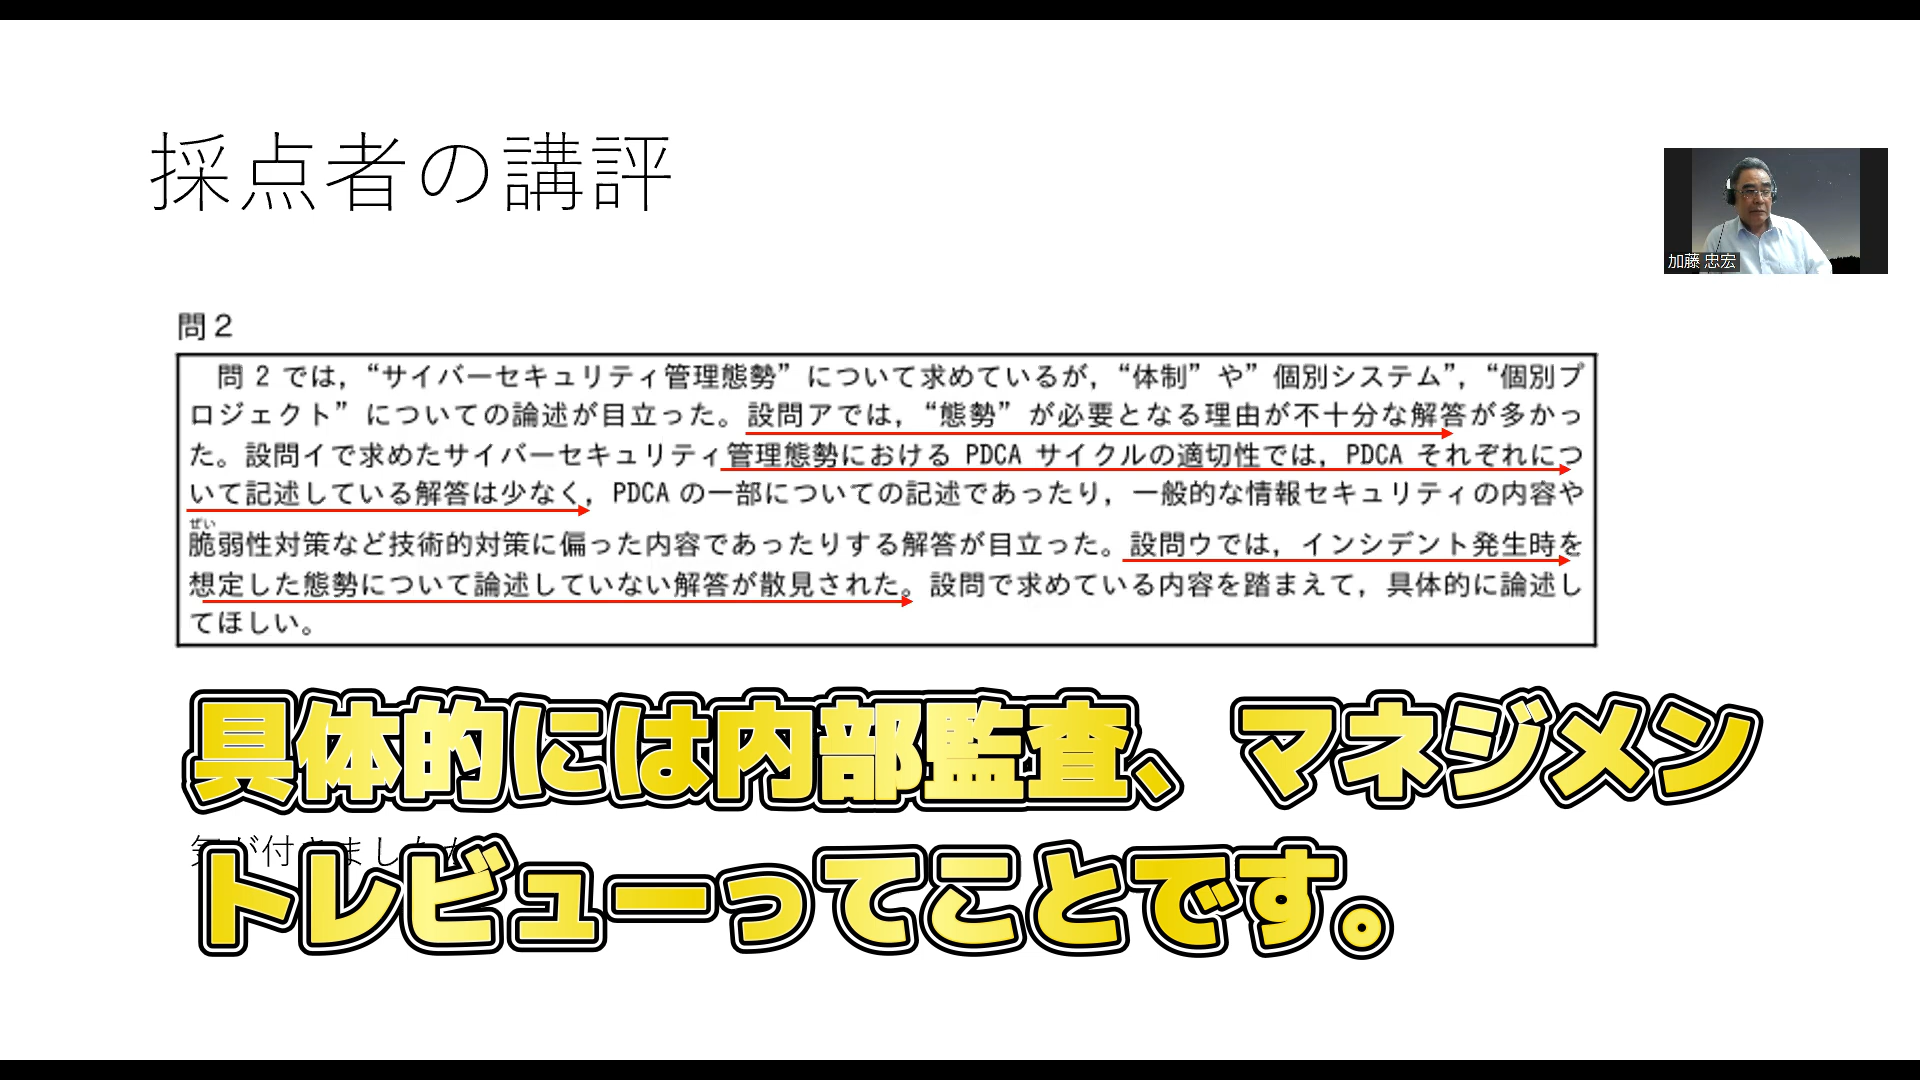 採点者の講評
加藤 忠宏
問2
問 2 では，“サイバーセキュリティ管理態勢” について求めているが，“体制” や” 個別システム”，“個別プ
ロジェクト” についての論述が目立った。設問アでは，“態勢” が必要となる理由が不十分な解答が多かっ
た。設問イで求めたサイバーセキュリティ管理態勢における PDCA サイクルの適切性では，PDCA それぞれにつ
いて記述している解答は少なく，PDCA の一部についての記述であったり，一般的な情報セキュリティの内容や
ぜい
脆弱性対策など技術的対策に偏った内容であったりする解答が目立った。設問ウでは，インシデント発生時を
想定した態勢について論述していない解答が散見された。設問で求めている内容を踏まえて，具体的に論述し
てほしい。
具体的には内部監査、マネジメン
気が付きましたか
トレビューってことです。